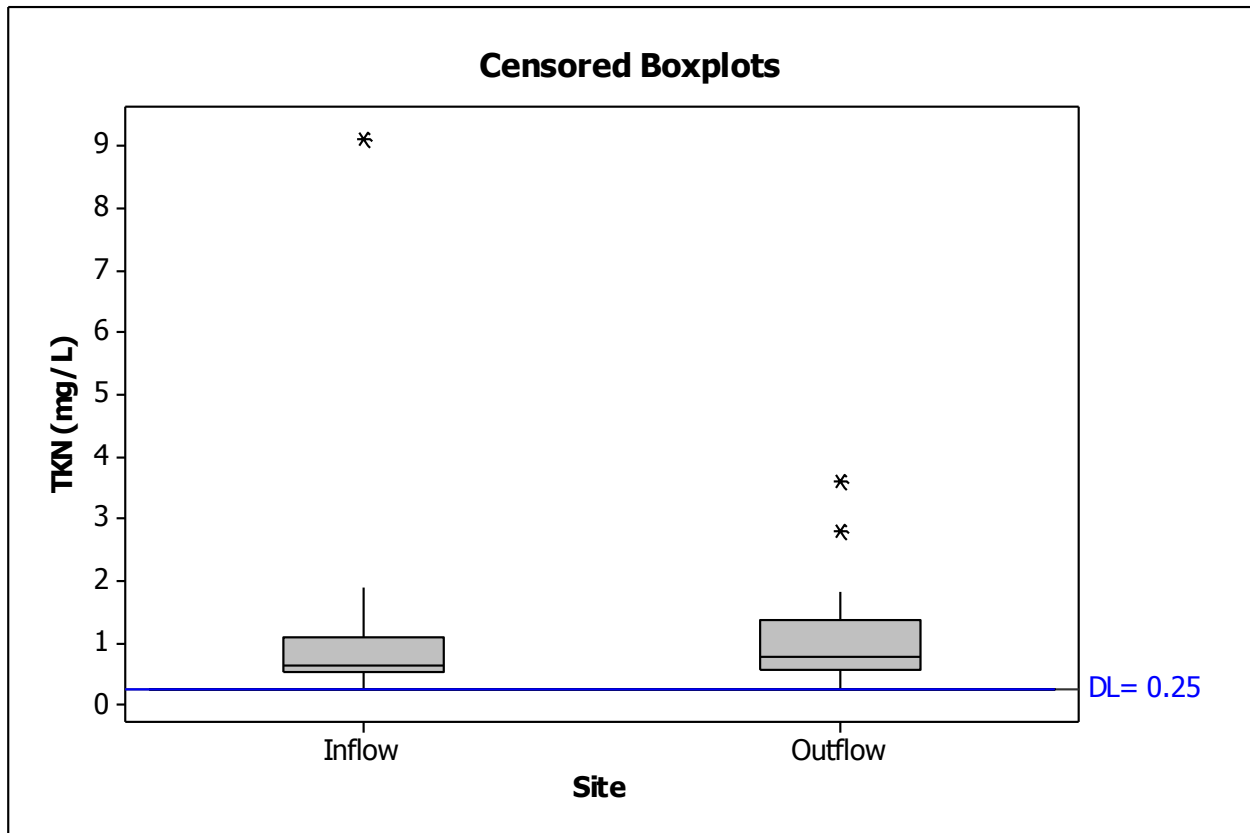 Censored Boxplots
TKN (mg/L)
9
8
7
6
5
4
3
2
1
0
DL= 0.25
Inflow
Outflow
Site